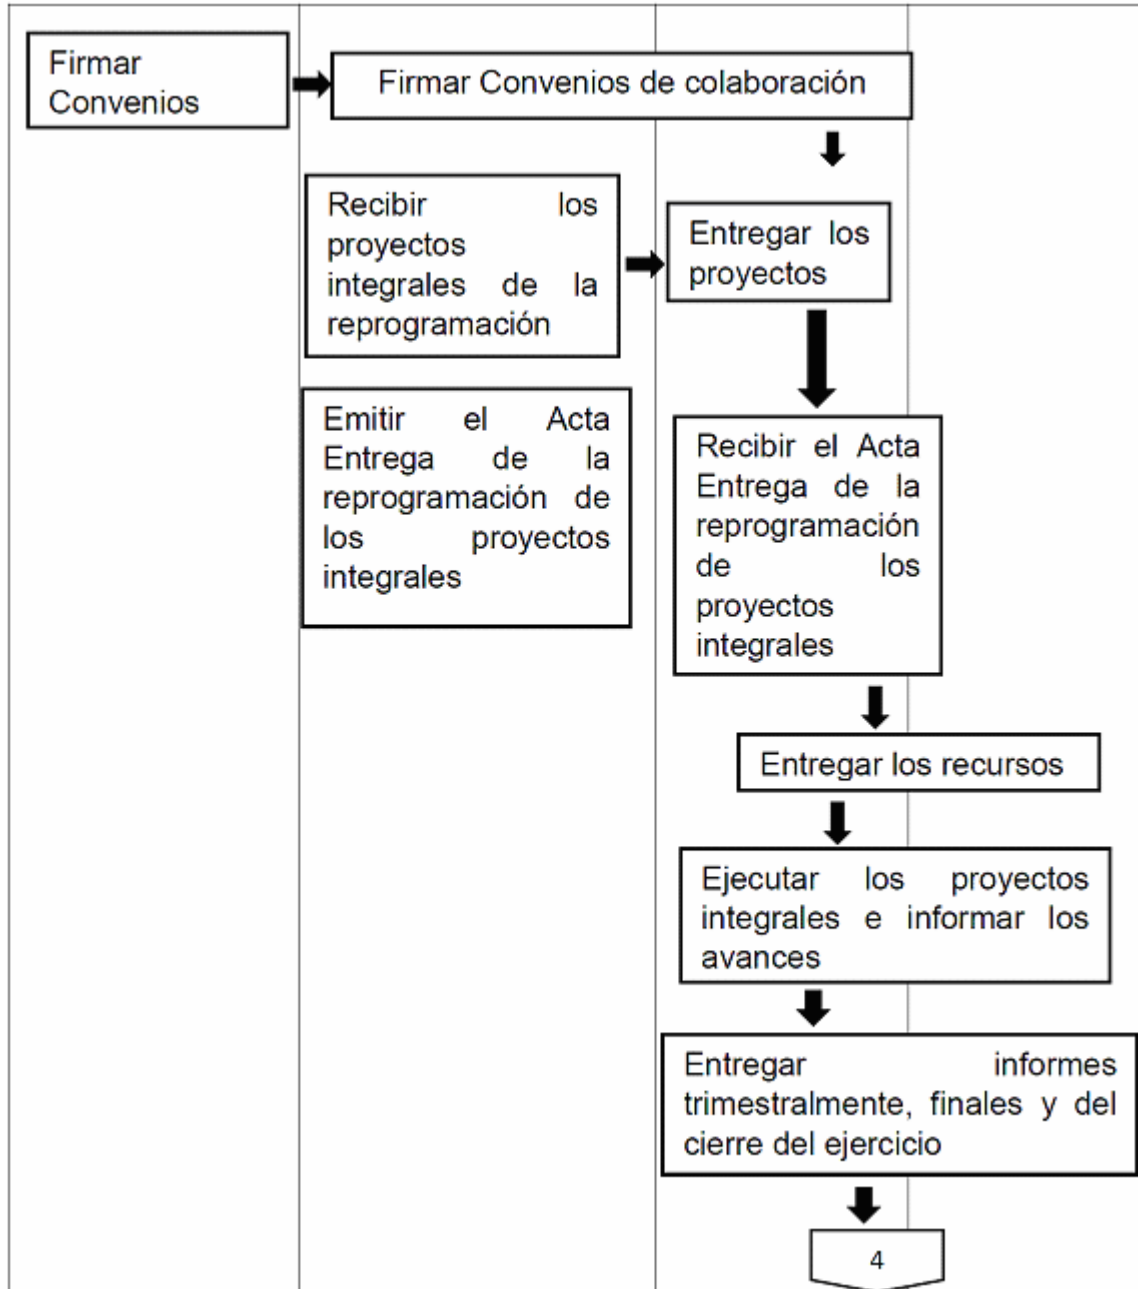 Firmar
Convenios
Firmar Convenios de colaboración
Recibir los
proyectos
integrales de la
reprogramación
Entregar los
proyectos
Emitir el Acta
Entrega de la
reprogramación de
los proyectos
integrales
Recibir el Acta
Entrega de la
reprogramación
de los
proyectos
integrales
Entregar los recursos
Ejecutar los proyectos
integrales e informar los
avances
Entregar informes
trimestralmente, finales y del
cierre del ejercicio
4